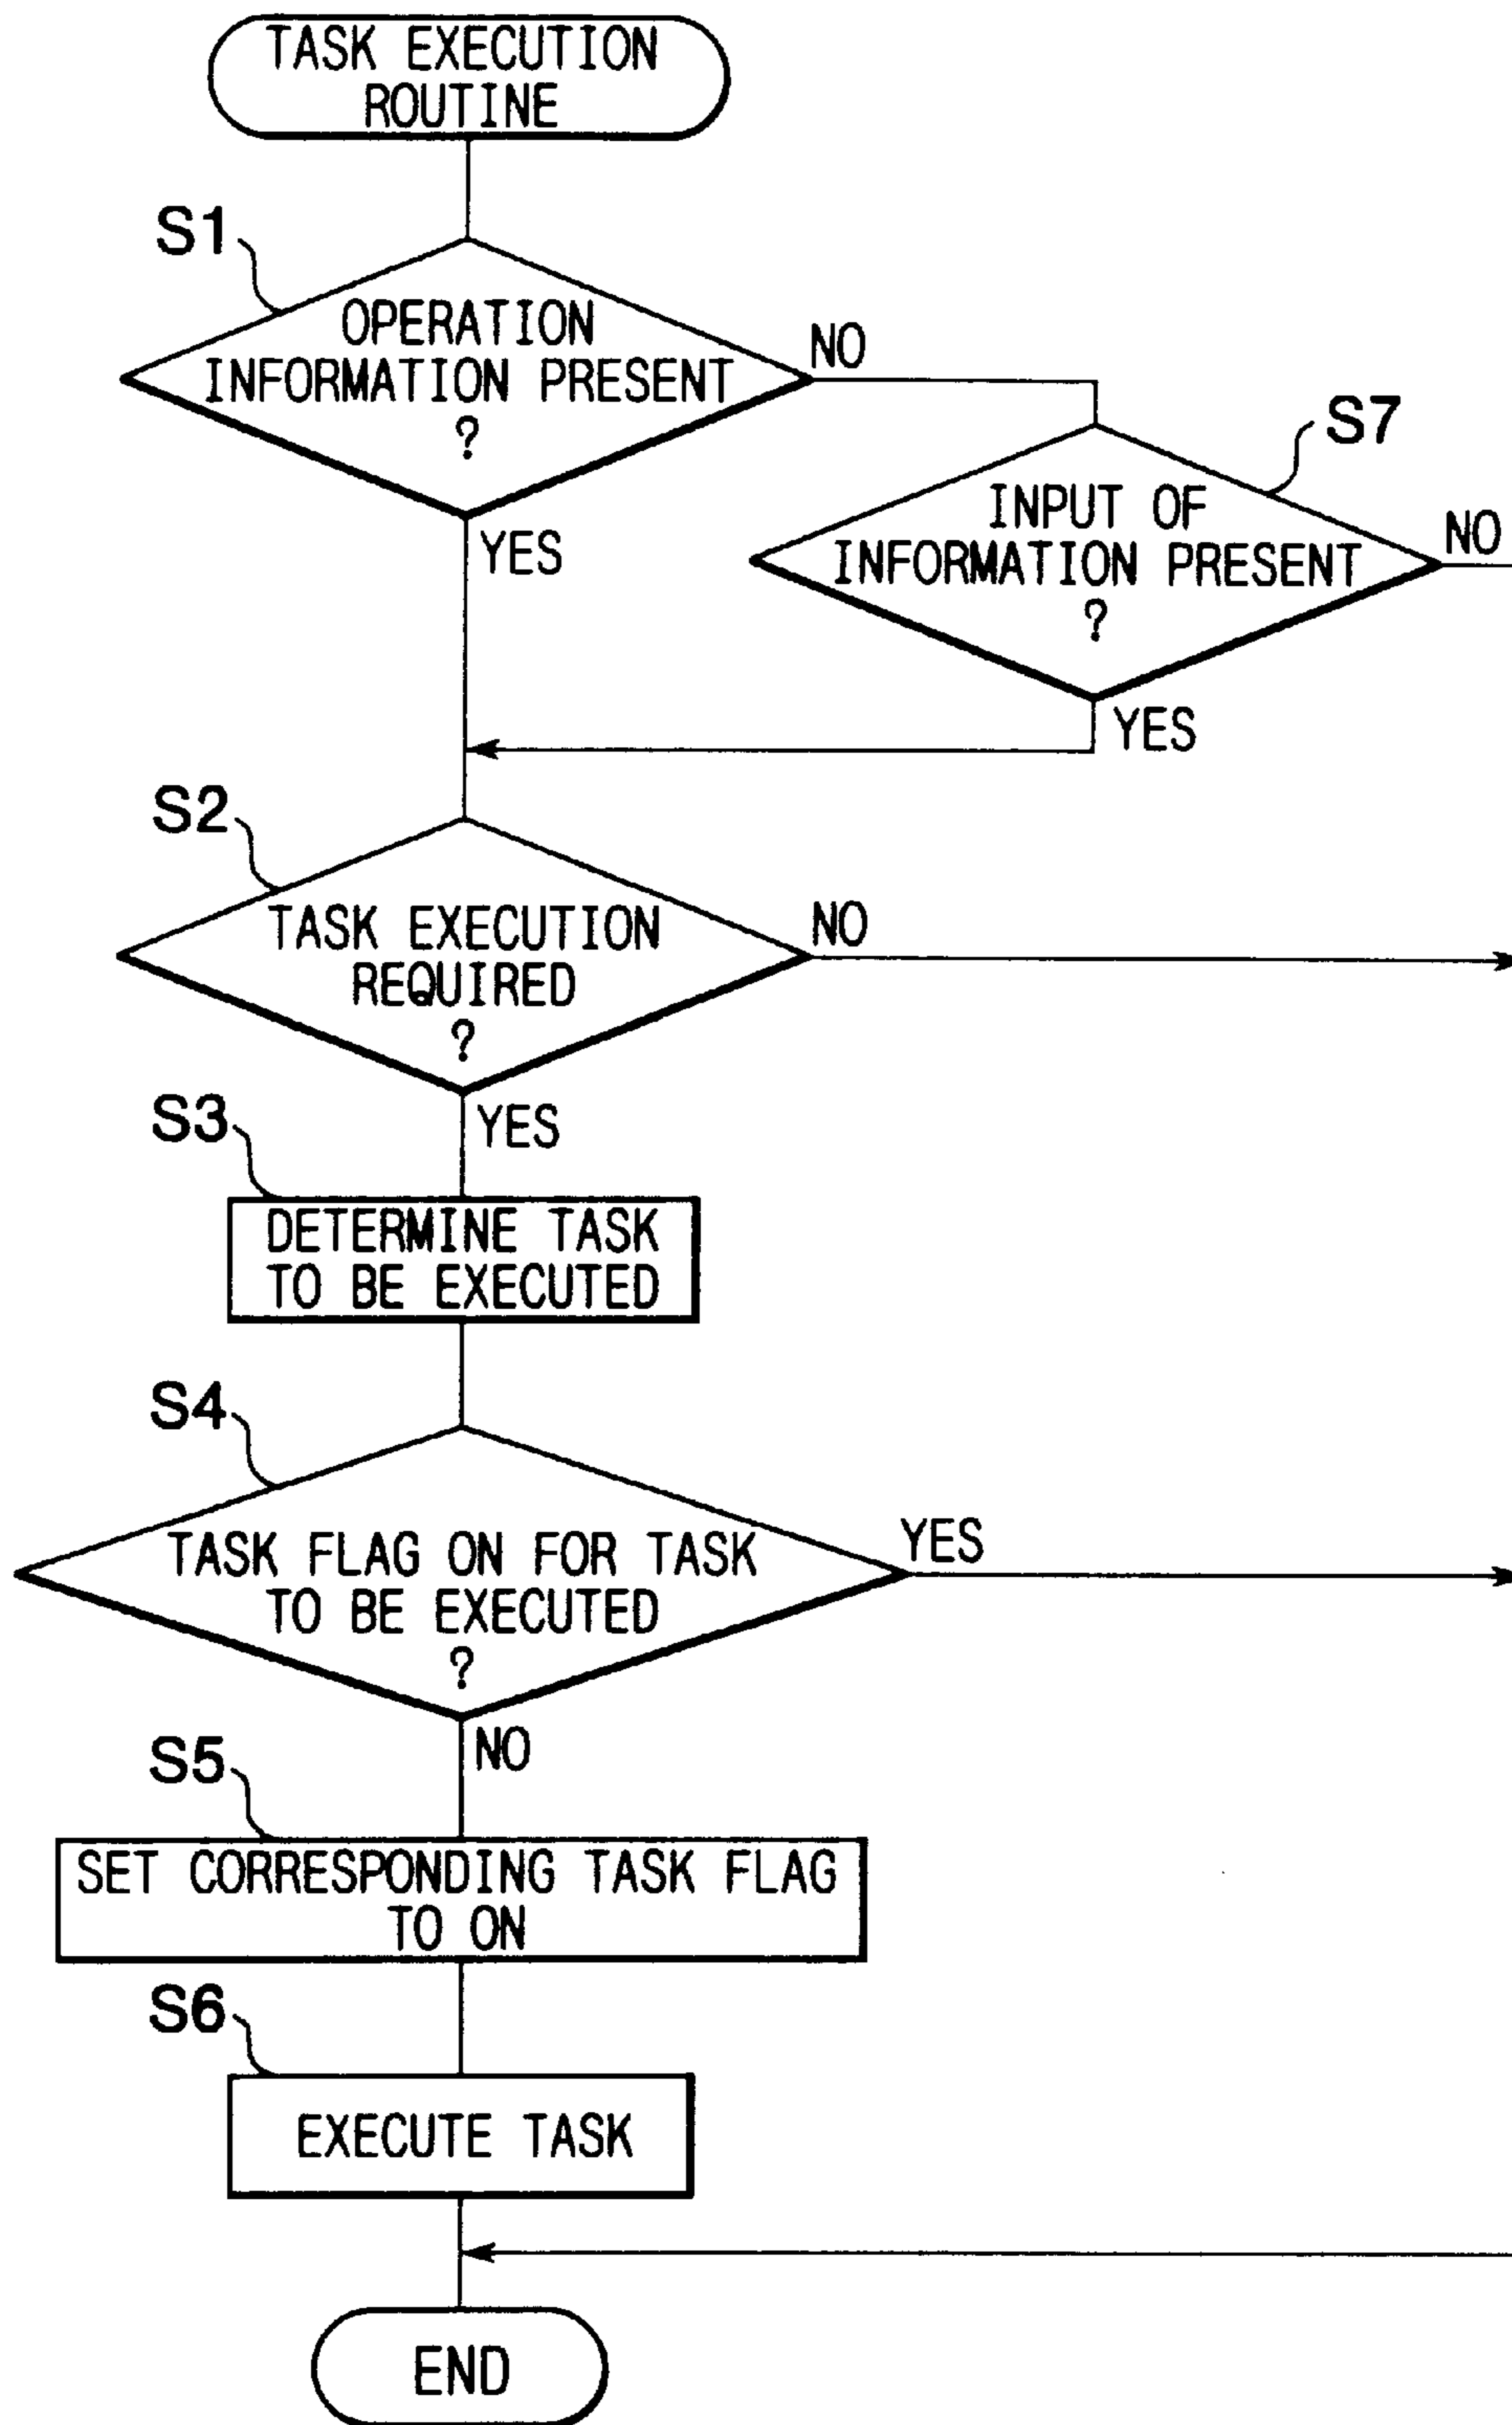 TASK EXECUTION
ROUTINE
S1
OPERATION
INFORMATION PRESENT
?
NO
YES
S7
INPUT OF
INFORMATION PRESENT
?
NO
YES
S2
TASK EXECUTION
REQUIRED
?
NO
YES
S3
DETERMINE TASK
TO BE EXECUTED
S4
TASK FLAG ON FOR TASK
TO BE EXECUTED
?
YES
NO
S5
SET CORRESPONDING TASK FLAG
TO ON
S6
EXECUTE TASK
END